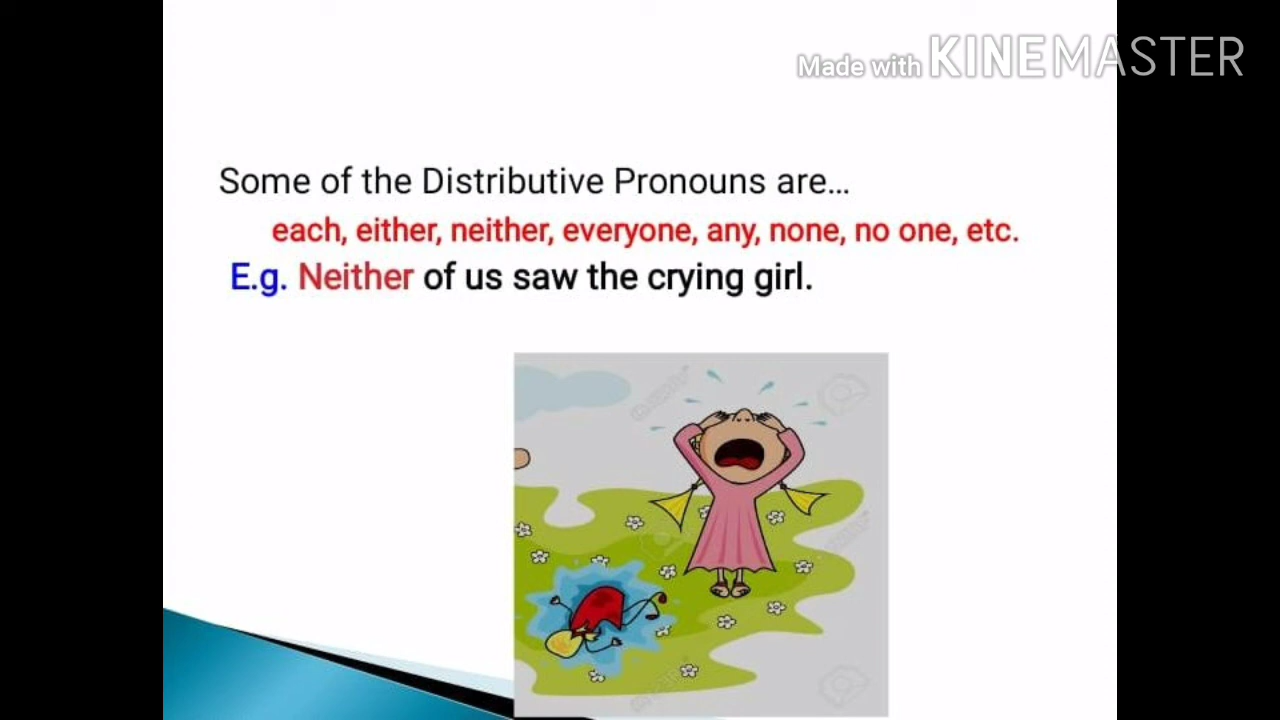 Made with KINEMASTER
Some of the Distributive Pronouns are...
each, either, neither, everyone, any, none, no one, etc.
E.g. Neither of us saw the crying girl.